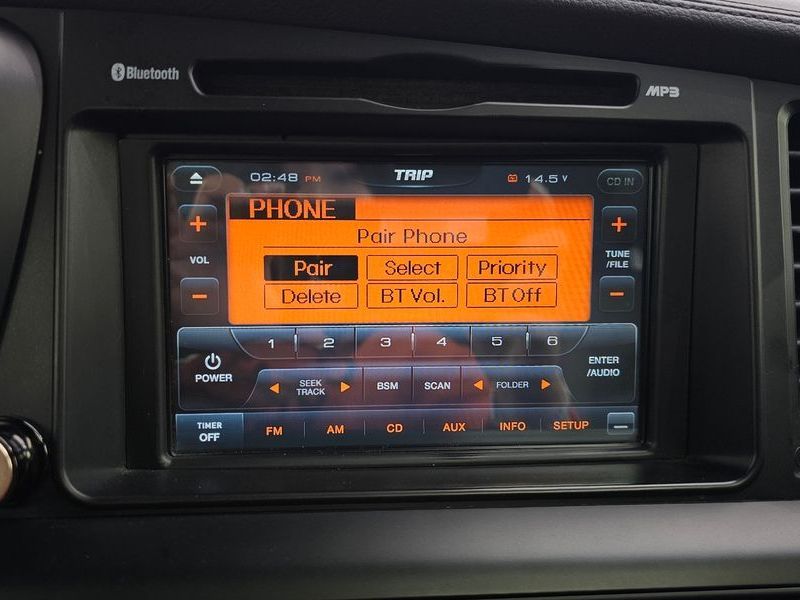 Bluetooth
MP3
02:48 PM TRIP 14.5 V CD IN
PHONE
Pair Phone
Pair Select Priority
Delete BT Vol. BT Off
+ +
VOL TUNE
/FILE
− −
1 2 3 4 5 6
POWER SEEK
TRACK BSM SCAN FOLDER ENTER
/AUDIO
TIMER
OFF FM AM CD AUX INFO SETUP −